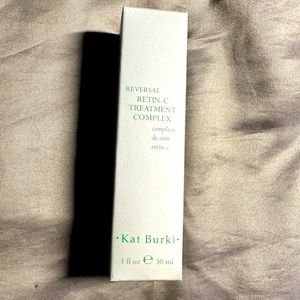 REVERSAL
RETIN-C
TREATMENT
COMPLEX
complexe
de soin
retin-c
• Kat Burki •
1 fl oz ℮ 30 ml